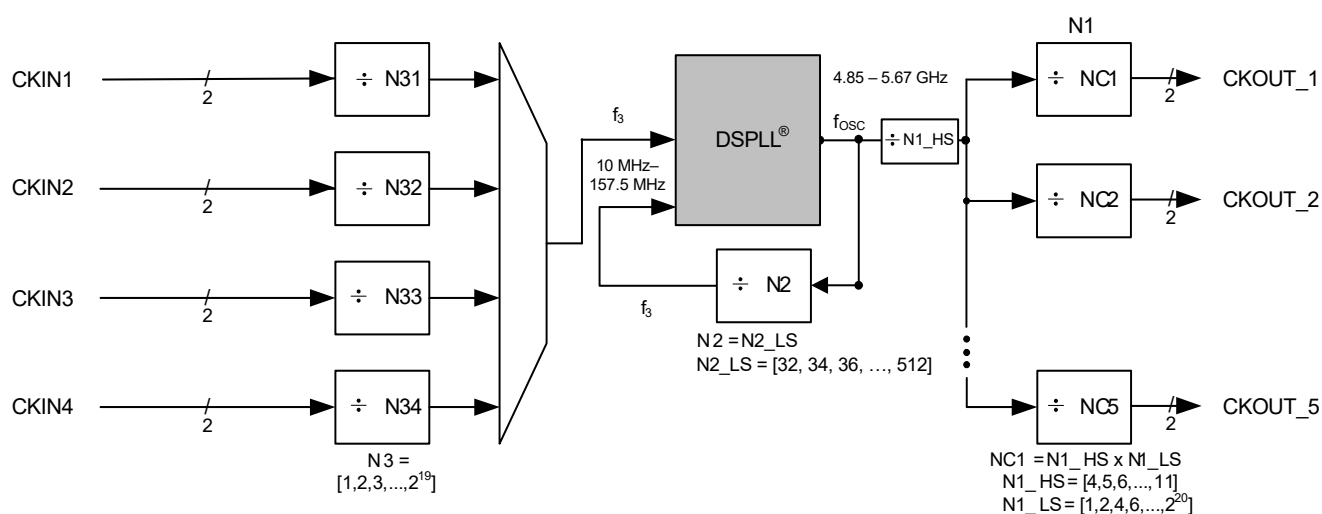 N1
CKIN1
2
÷ N31
4.85 – 5.67 GHz
÷ NC1
2
CKOUT_1
f3
DSPLL®
fOSC
÷ N1_HS
10 MHz–
157.5 MHz
CKIN2
2
÷ N32
÷ NC2
2
CKOUT_2
÷ N2
CKIN3
2
÷ N33
f3
N2 = N2_LS
N2_LS = [32, 34, 36, …, 512]
CKIN4
2
÷ N34
÷ NC5
2
CKOUT_5
N3 =
[1,2,3,...,2^19]
NC1 = N1_HS x N1_LS
N1_HS = [4,5,6,...,11]
N1_LS = [1,2,4,6,...,2^20]